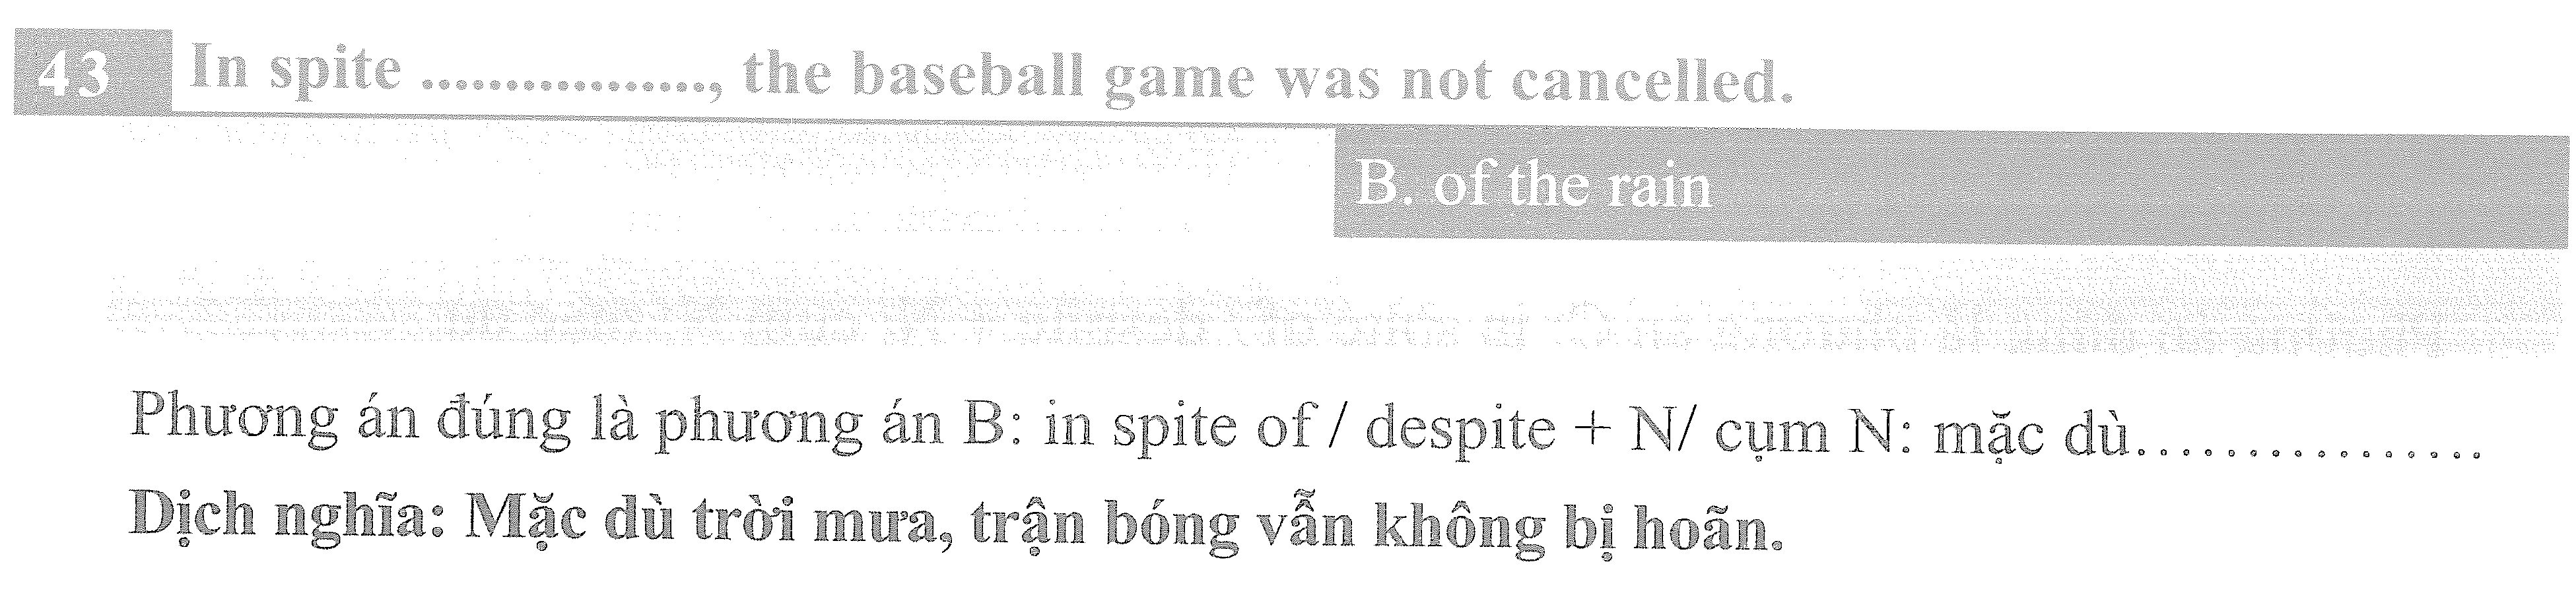 43 In spite ................, the baseball game was not cancelled.
B. of the rain
Phương án đúng là phương án B: in spite of / despite + N/ cụm N: mặc dù................
Dịch nghĩa: Mặc dù trời mưa, trận bóng vẫn không bị hoãn.